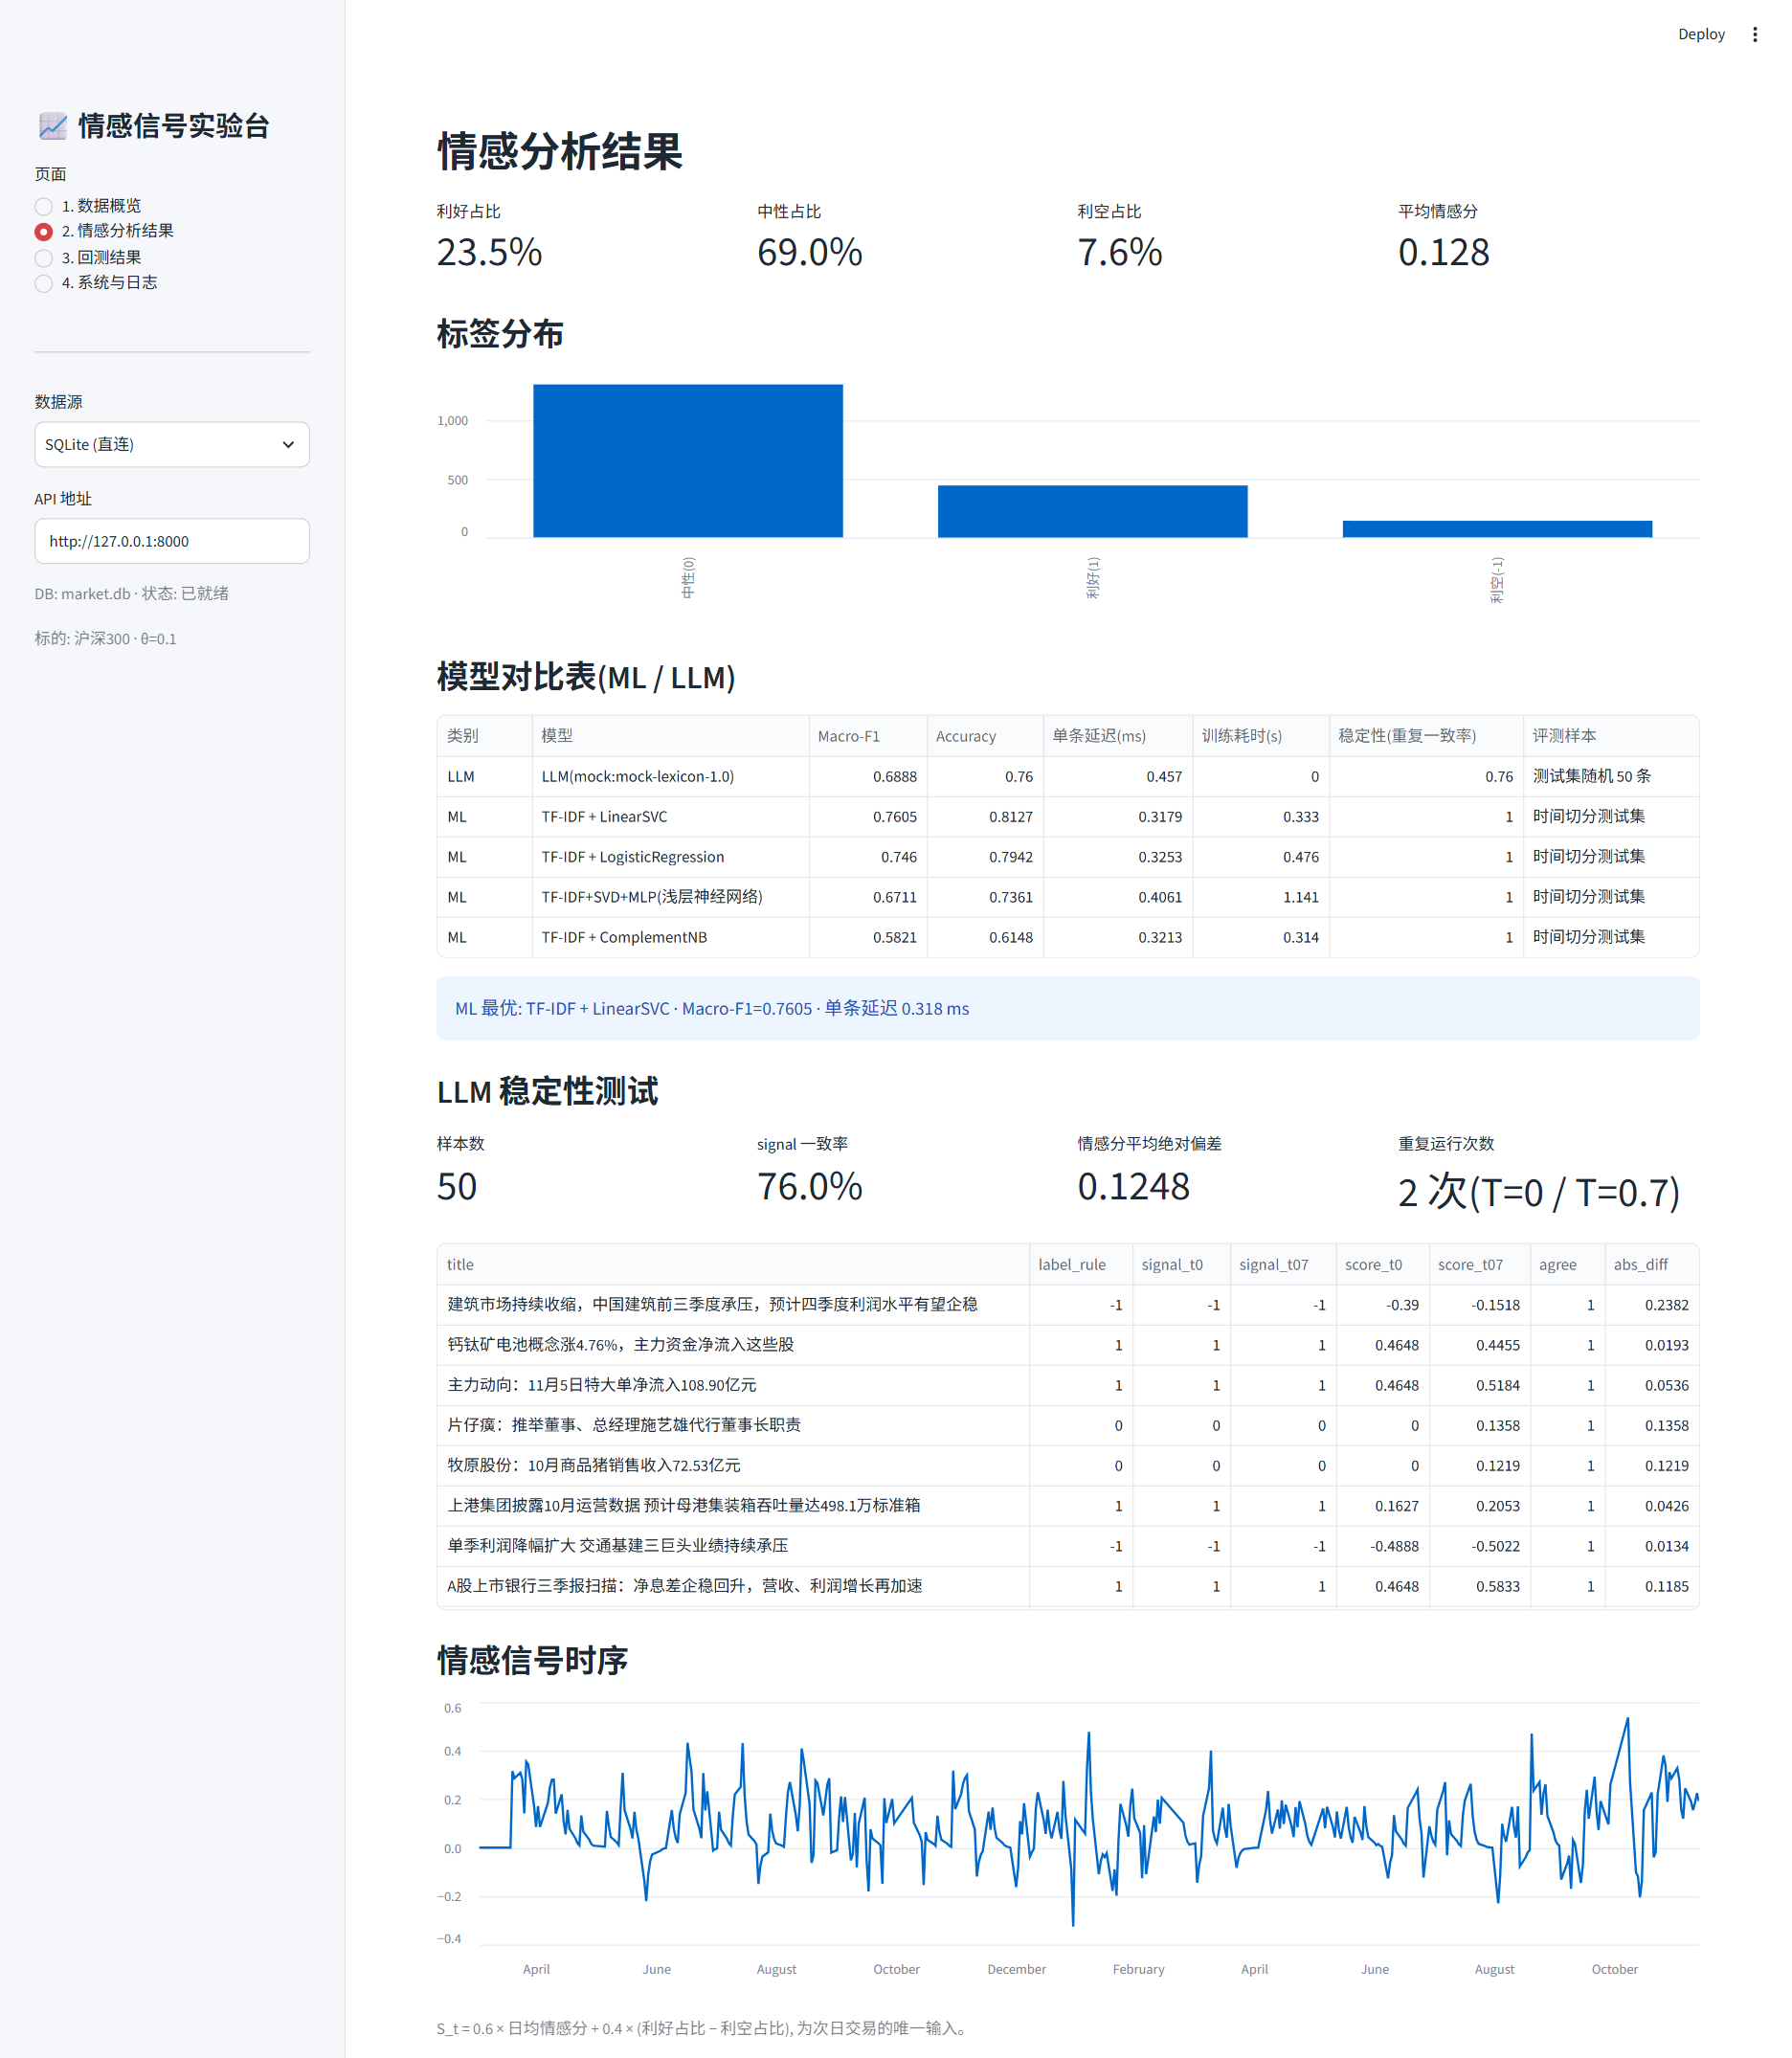 Deploy
📈 情感信号实验台
页面
1. 数据概览
2. 情感分析结果
3. 回测结果
4. 系统与日志
数据源
SQLite (直连)
API 地址
http://127.0.0.1:8000
DB: market.db · 状态: 已就绪
标的: 沪深300 · θ=0.1
情感分析结果
利好占比 中性占比 利空占比 平均情感分
23.5% 69.0% 7.6% 0.128
标签分布
1,000
500
0
中性(0) 利好(1) 利空(-1)
模型对比表(ML / LLM)
类别 模型 Macro-F1 Accuracy 单条延迟(ms) 训练耗时(s) 稳定性(重复一致率) 评测样本
LLM LLM(mock:mock-lexicon-1.0) 0.6888 0.76 0.457 0 0.76 测试集随机 50 条
ML TF-IDF + LinearSVC 0.7605 0.8127 0.3179 0.333 1 时间切分测试集
ML TF-IDF + LogisticRegression 0.746 0.7942 0.3253 0.476 1 时间切分测试集
ML TF-IDF+SVD+MLP(浅层神经网络) 0.6711 0.7361 0.4061 1.141 1 时间切分测试集
ML TF-IDF + ComplementNB 0.5821 0.6148 0.3213 0.314 1 时间切分测试集
ML 最优: TF-IDF + LinearSVC · Macro-F1=0.7605 · 单条延迟 0.318 ms
LLM 稳定性测试
样本数 signal 一致率 情感分平均绝对偏差 重复运行次数
50 76.0% 0.1248 2 次(T=0 / T=0.7)
title label_rule signal_t0 signal_t07 score_t0 score_t07 agree abs_diff
建筑市场持续收缩，中国建筑前三季度承压，预计四季度利润水平有望企稳 -1 -1 -1 -0.39 -0.1518 1 0.2382
钙钛矿电池概念涨4.76%，主力资金净流入这些股 1 1 1 0.4648 0.4455 1 0.0193
主力动向：11月5日特大单净流入108.90亿元 1 1 1 0.4648 0.5184 1 0.0536
片仔癀：推举董事、总经理施艺雄代行董事长职责 0 0 0 0 0.1358 1 0.1358
牧原股份：10月商品猪销售收入72.53亿元 0 0 0 0 0.1219 1 0.1219
上港集团披露10月运营数据 预计母港集装箱吞吐量达498.1万标准箱 1 1 1 0.1627 0.2053 1 0.0426
单季利润降幅扩大 交通基建三巨头业绩持续承压 -1 -1 -1 -0.4888 -0.5022 1 0.0134
A股上市银行三季报扫描：净息差企稳回升，营收、利润增长再加速 1 1 1 0.4648 0.5833 1 0.1185
情感信号时序
0.6
0.4
0.2
0.0
−0.2
−0.4
April June August October December February April June August October
S_t = 0.6 × 日均情感分 + 0.4 × (利好占比 − 利空占比), 为次日交易的唯一输入。